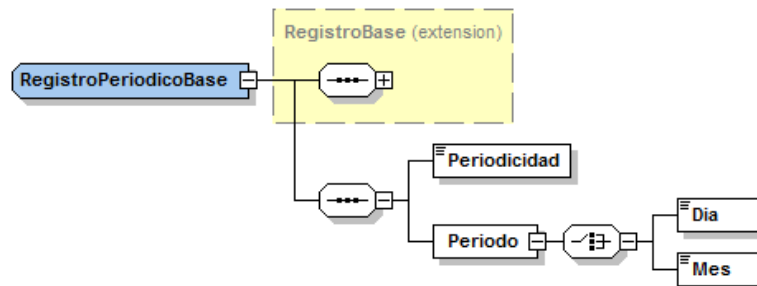 RegistroBase (extension)
RegistroPeriodicoBase
Periodicidad
Periodo
Dia
Mes